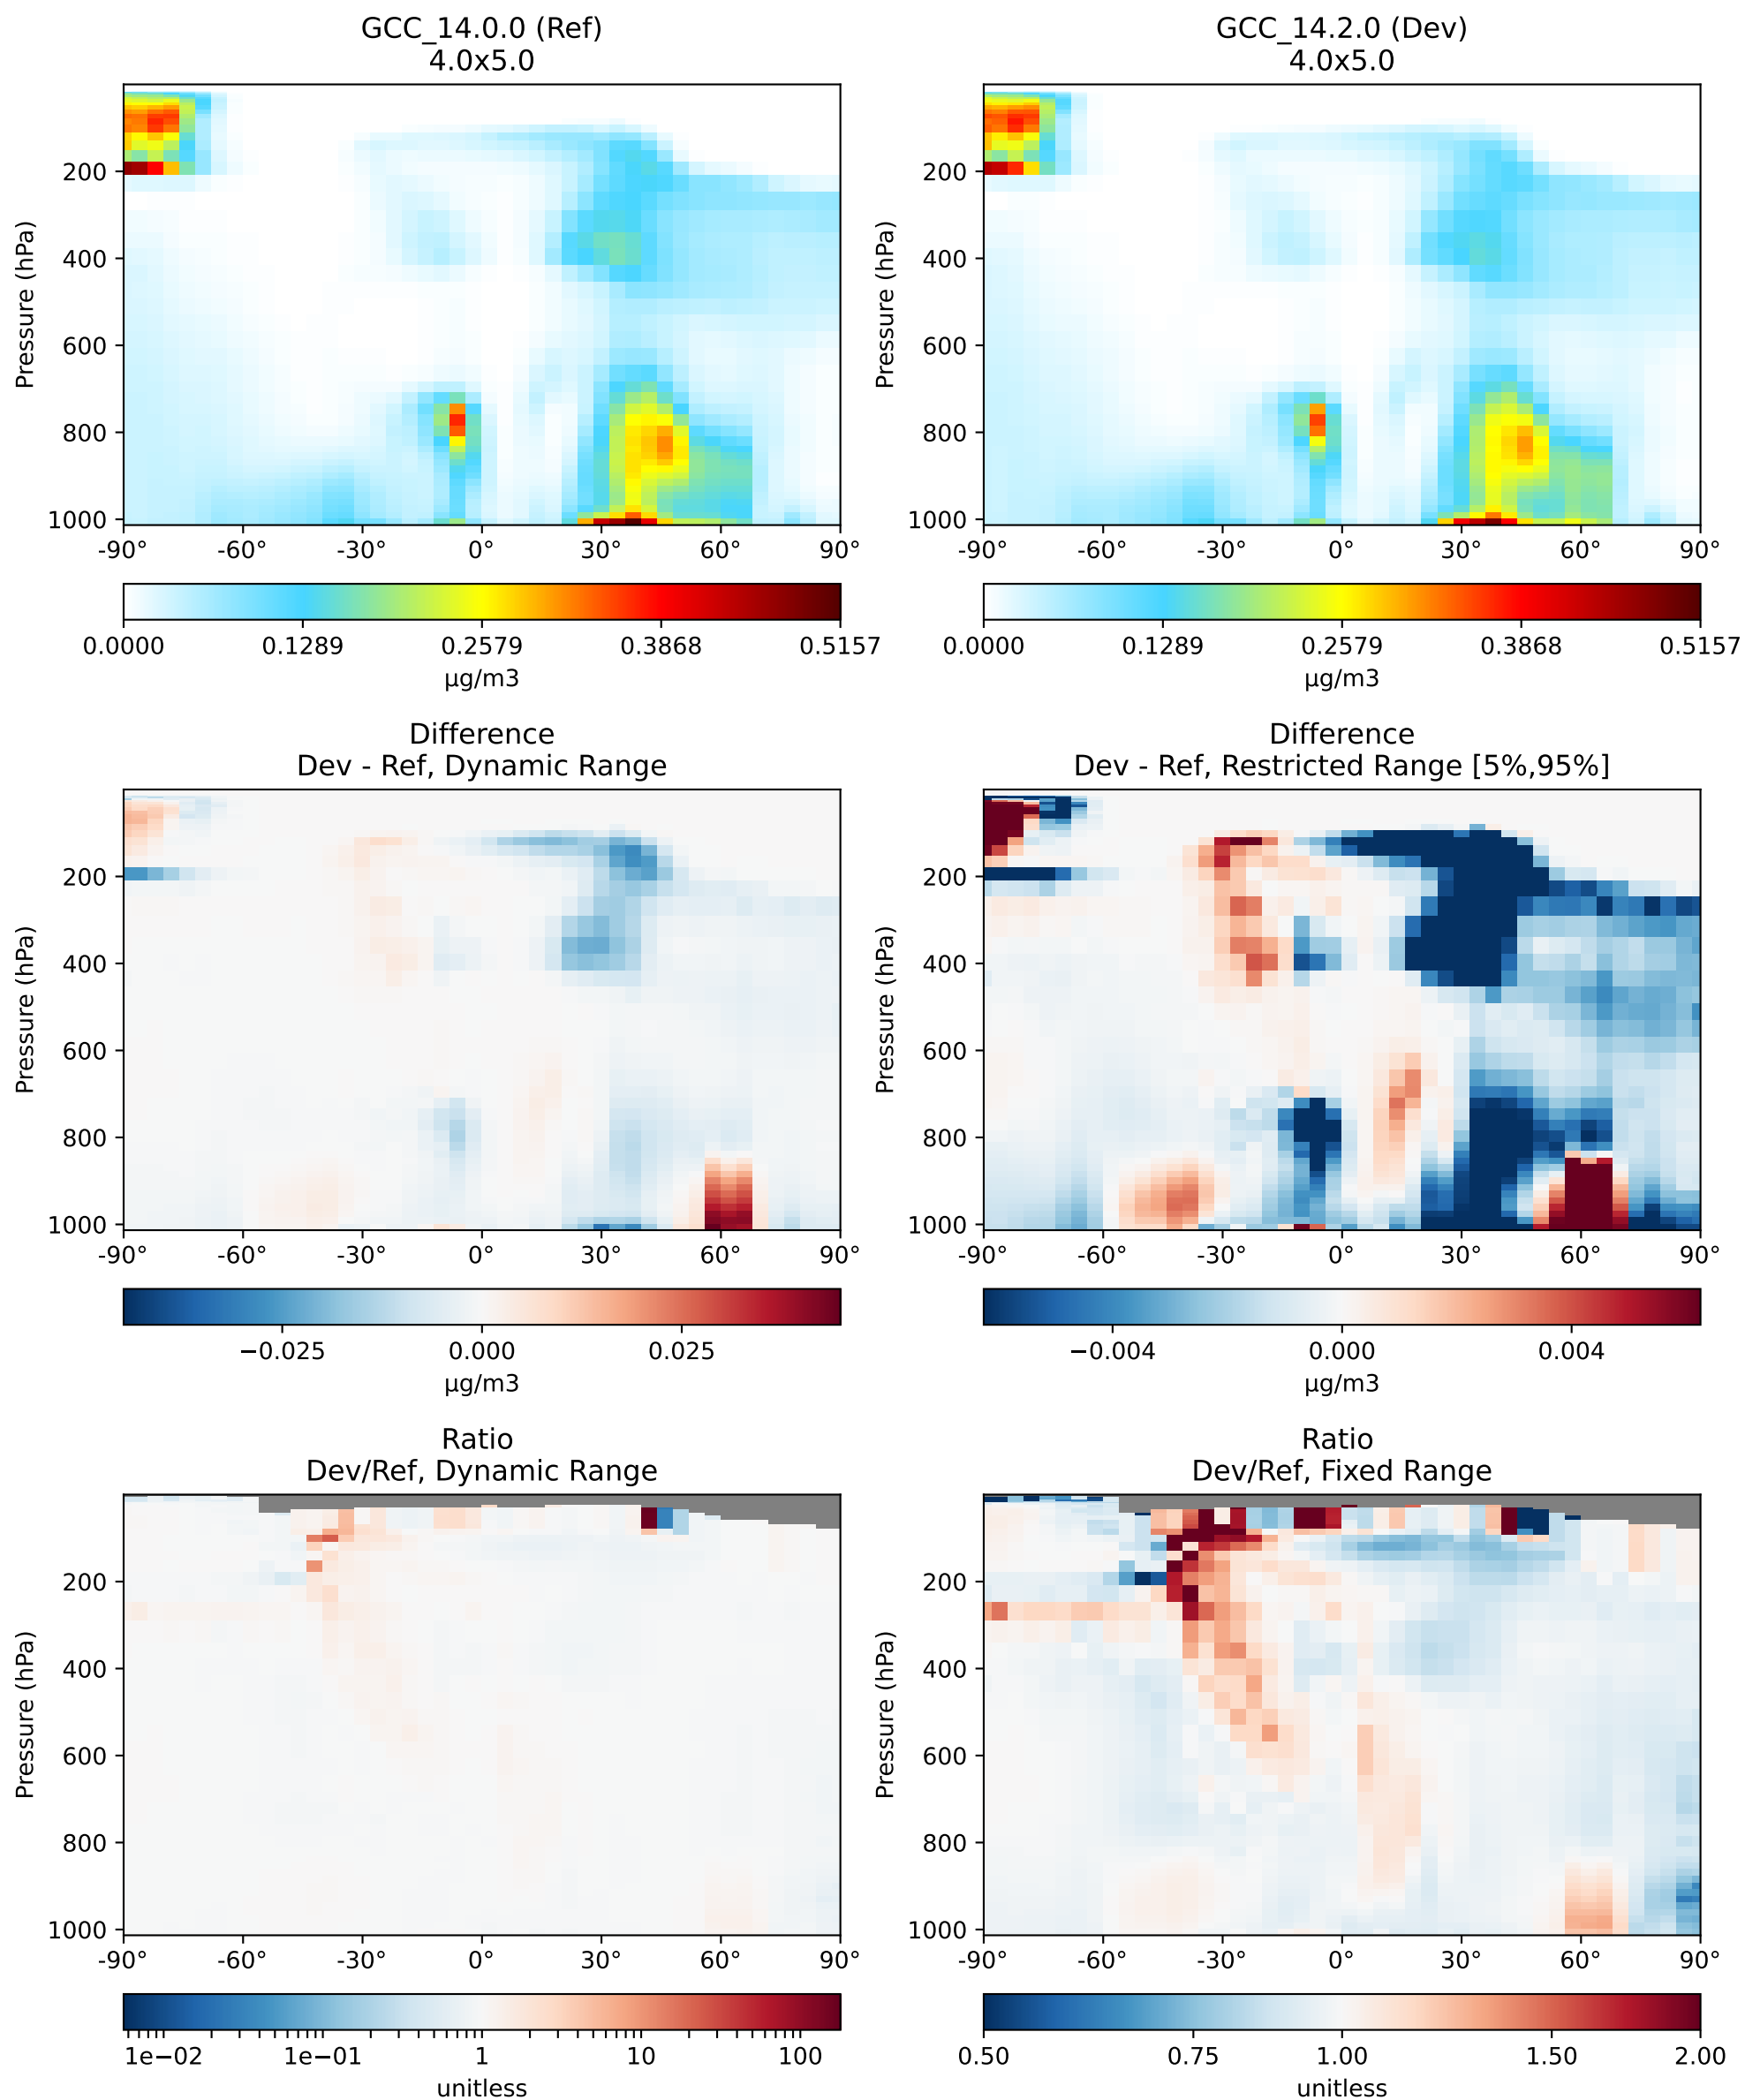 GCC_14.0.0 (Ref)
4.0x5.0
Pressure (hPa)
200
400
600
800
1000
-90° -60° -30° 0° 30° 60° 90°
0.0000 0.1289 0.2579 0.3868 0.5157
µg/m3
GCC_14.2.0 (Dev)
4.0x5.0
Pressure (hPa)
200
400
600
800
1000
-90° -60° -30° 0° 30° 60° 90°
0.0000 0.1289 0.2579 0.3868 0.5157
µg/m3
Difference
Dev - Ref, Dynamic Range
Pressure (hPa)
200
400
600
800
1000
-90° -60° -30° 0° 30° 60° 90°
−0.025 0.000 0.025
µg/m3
Difference
Dev - Ref, Restricted Range [5%,95%]
Pressure (hPa)
200
400
600
800
1000
-90° -60° -30° 0° 30° 60° 90°
−0.004 0.000 0.004
µg/m3
Ratio
Dev/Ref, Dynamic Range
Pressure (hPa)
200
400
600
800
1000
-90° -60° -30° 0° 30° 60° 90°
1e−02 1e−01 1 10 100
unitless
Ratio
Dev/Ref, Fixed Range
Pressure (hPa)
200
400
600
800
1000
-90° -60° -30° 0° 30° 60° 90°
0.50 0.75 1.00 1.50 2.00
unitless